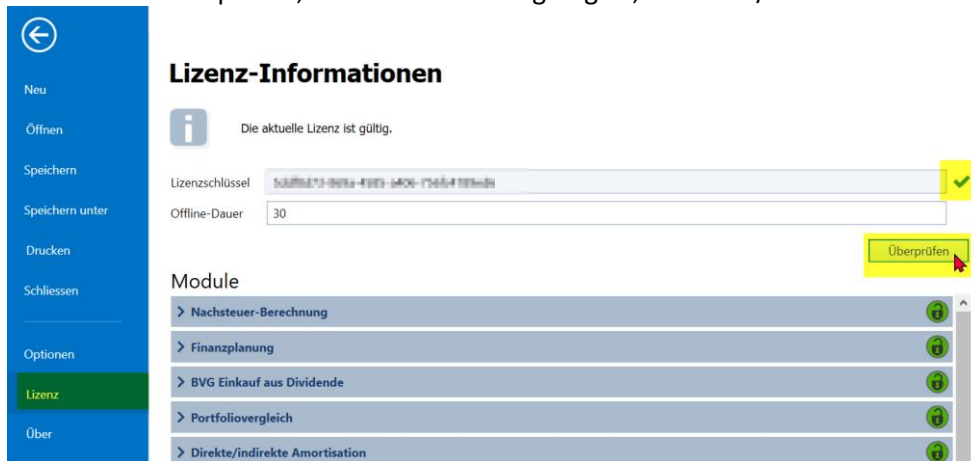 Neu
Öffnen
Speichern
Speichern unter
Drucken
Schliessen
Optionen
Lizenz
Über
Lizenz-Informationen
Die aktuelle Lizenz ist gültig.
Lizenzschlüssel
Offline-Dauer 30
Überprüfen
Module
Nachsteuer-Berechnung
Finanzplanung
BVG Einkauf aus Dividende
Portfoliovergleich
Direkte/indirekte Amortisation